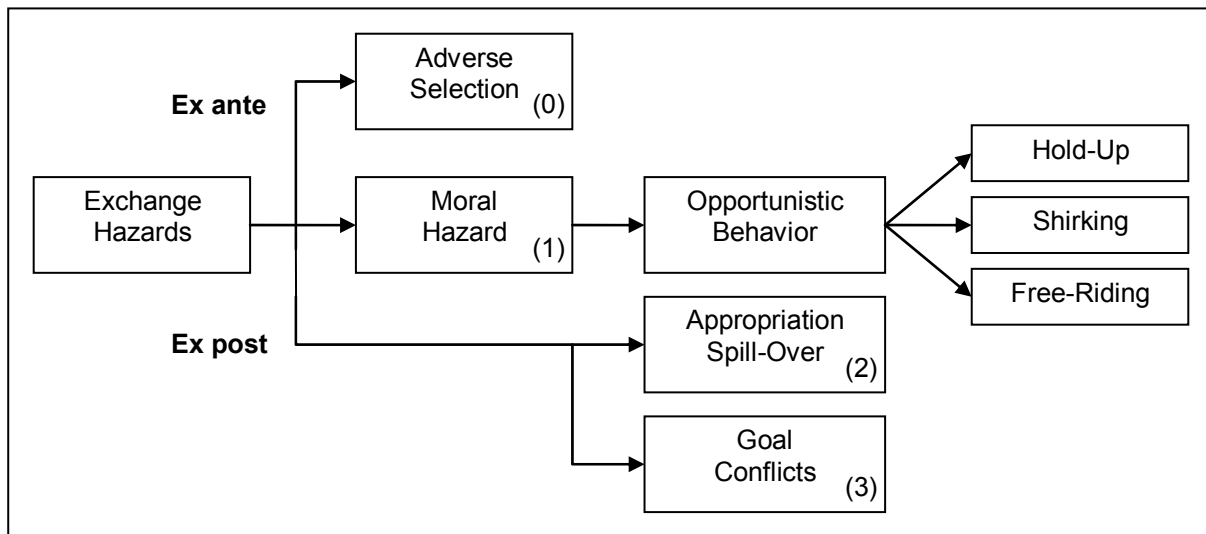 Adverse
Selection
(0)
Ex ante
Exchange
Hazards
Moral
Hazard
(1)
Opportunistic
Behavior
Hold-Up
Shirking
Free-Riding
Ex post
Appropriation
Spill-Over
(2)
Goal
Conflicts
(3)